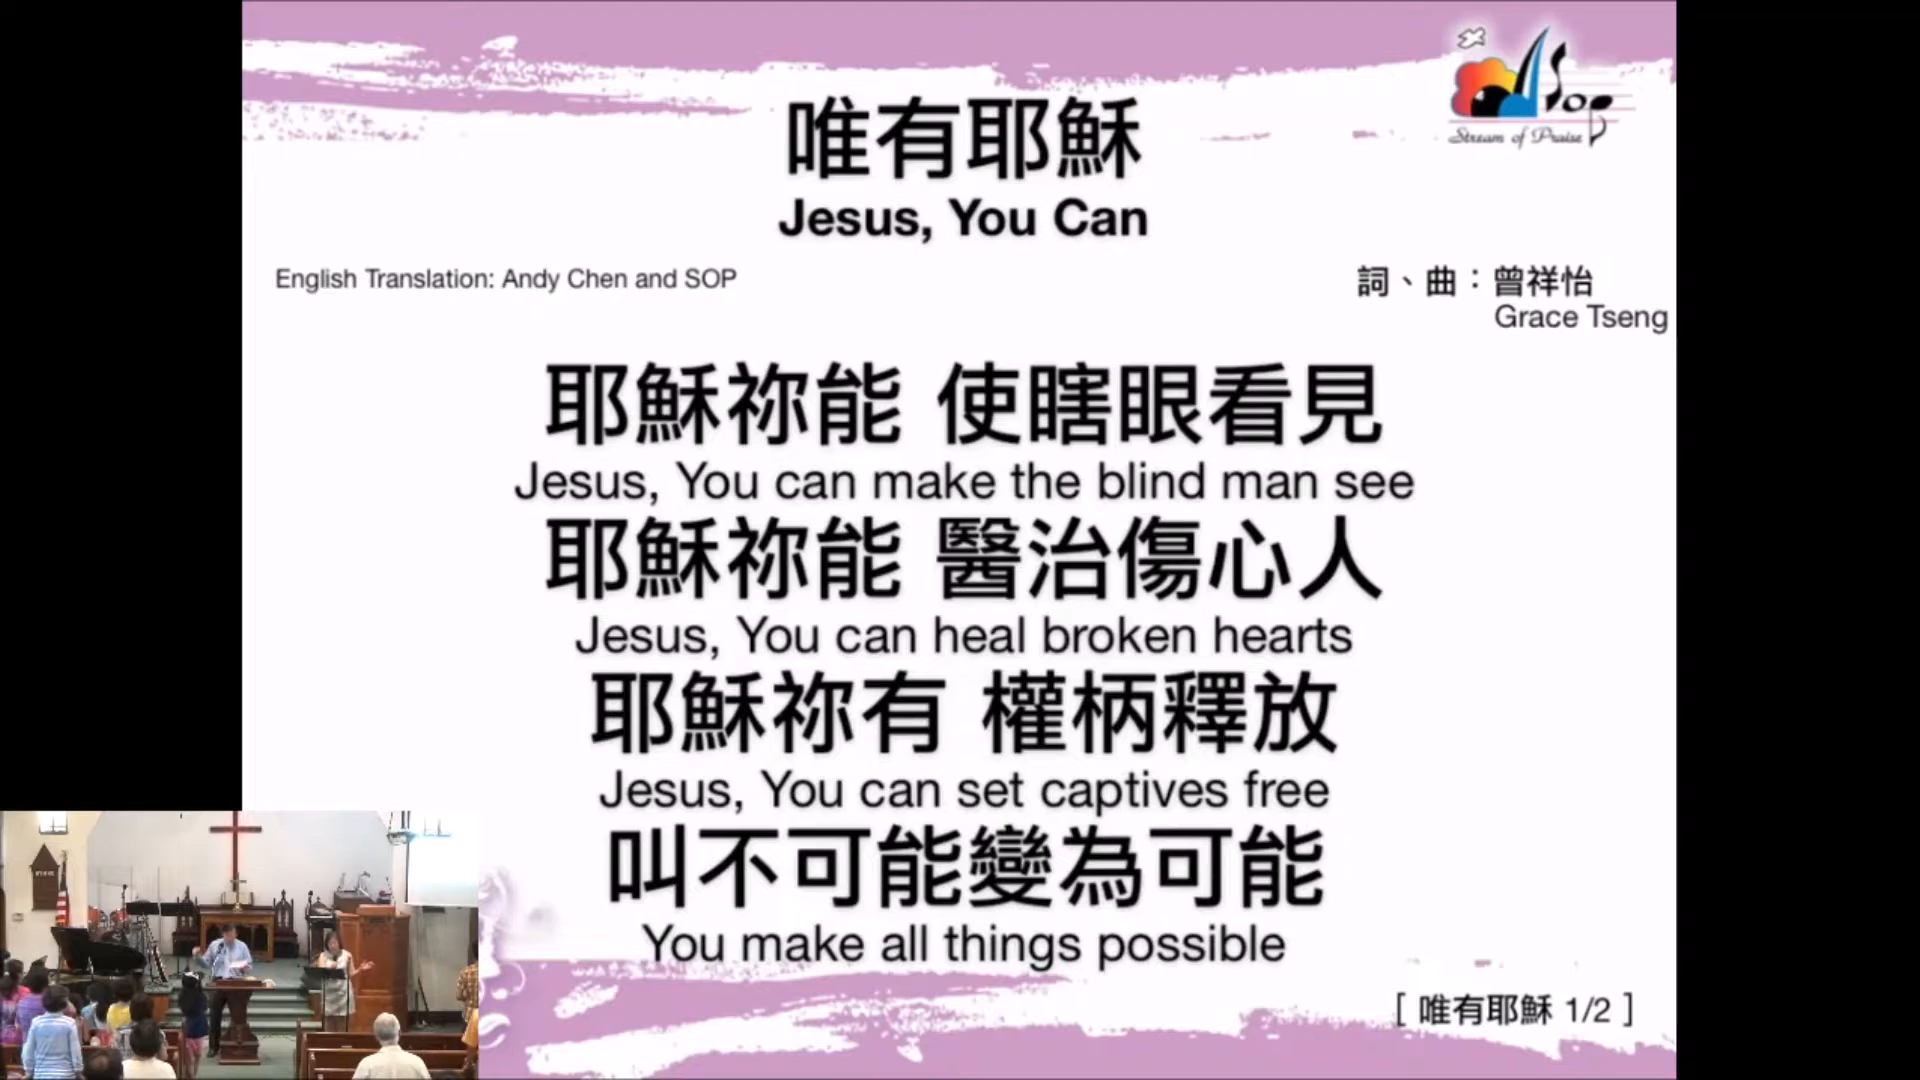 唯有耶穌
Jesus, You Can
SOP
Stream of Praise
English Translation: Andy Chen and SOP
詞、曲：曾祥怡
Grace Tseng
耶穌祢能 使瞎眼看見
Jesus, You can make the blind man see
耶穌祢能 醫治傷心人
Jesus, You can heal broken hearts
耶穌祢有 權柄釋放
Jesus, You can set captives free
叫不可能變為可能
You make all things possible
[ 唯有耶穌 1/2 ]